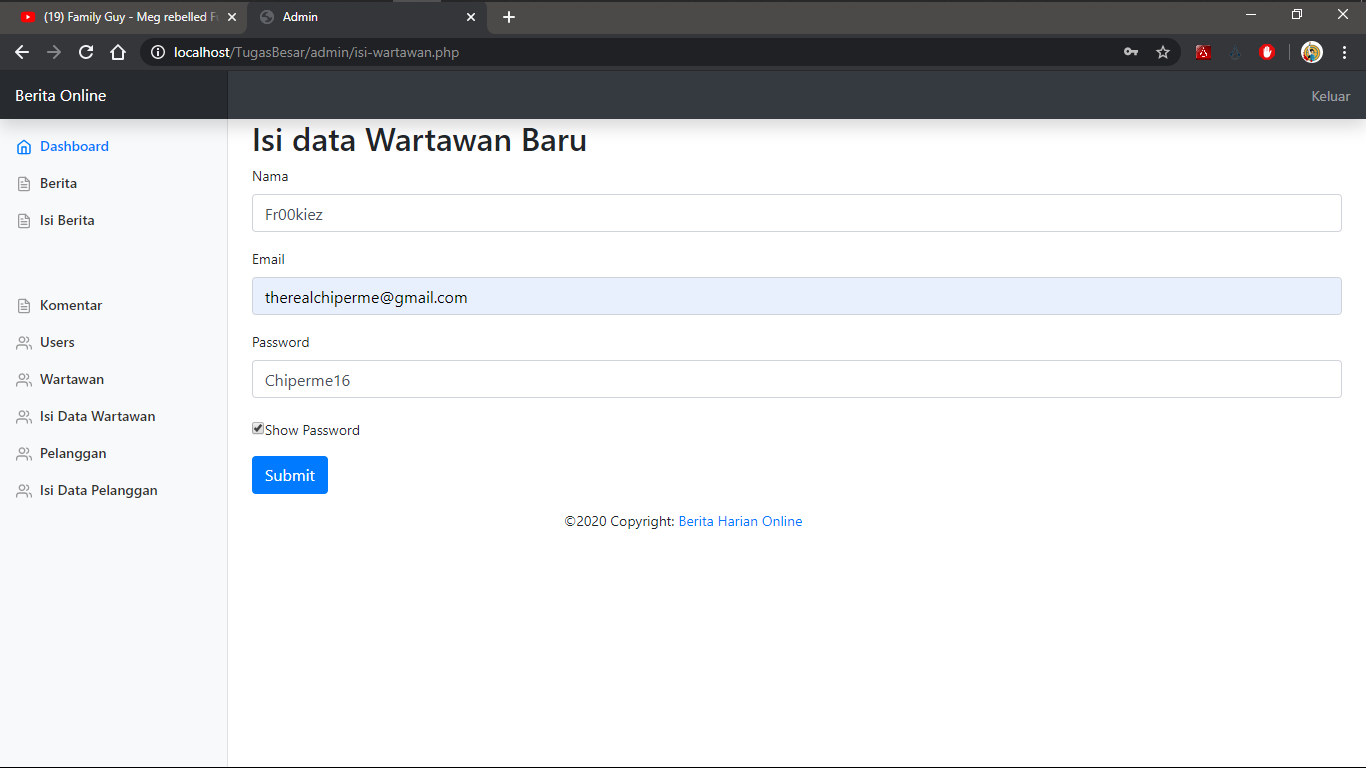 (19) Family Guy - Meg rebelled F
Admin
localhost/TugasBesar/admin/isi-wartawan.php
Berita Online
Keluar
Dashboard
Berita
Isi Berita
Komentar
Users
Wartawan
Isi Data Wartawan
Pelanggan
Isi Data Pelanggan
Isi data Wartawan Baru
Nama
Fr00kiez
Email
therealchiperme@gmail.com
Password
Chiperme16
Show Password
Submit
©2020 Copyright: Berita Harian Online